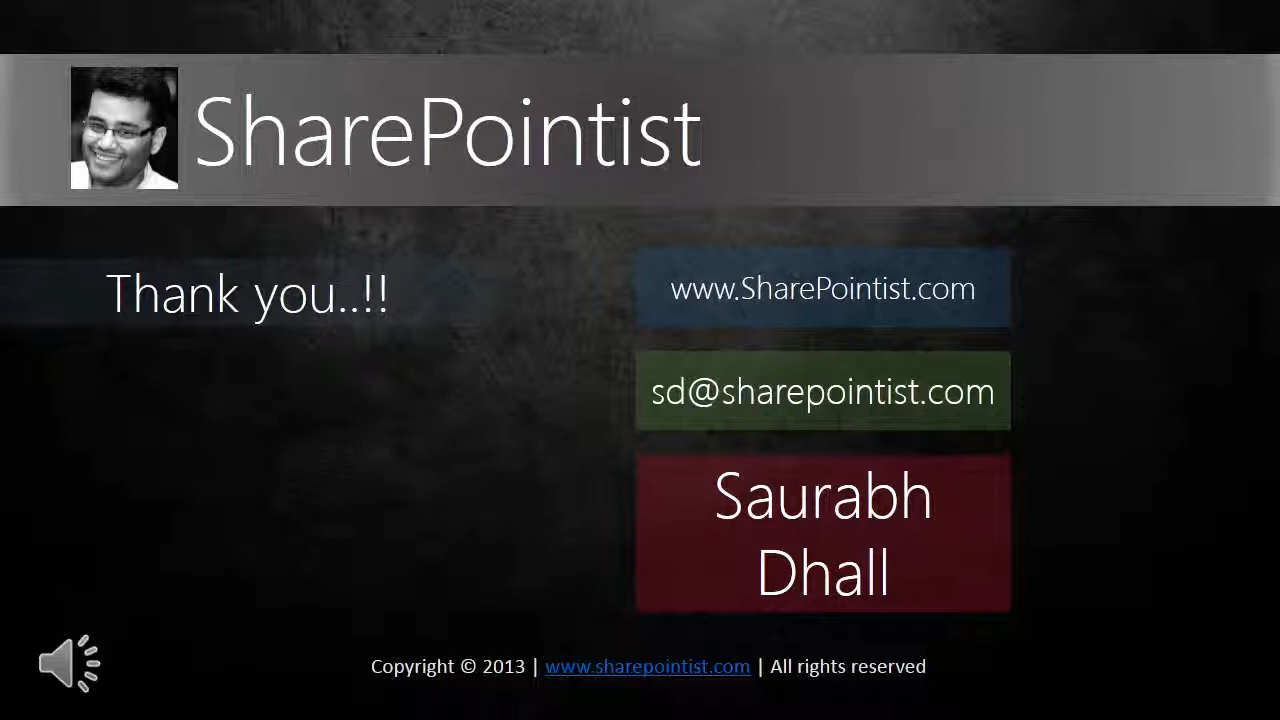 SharePointist
Thank you..!!
www.SharePointist.com
sd@sharepointist.com
Saurabh
Dhall
Copyright © 2013 | www.sharepointist.com | All rights reserved